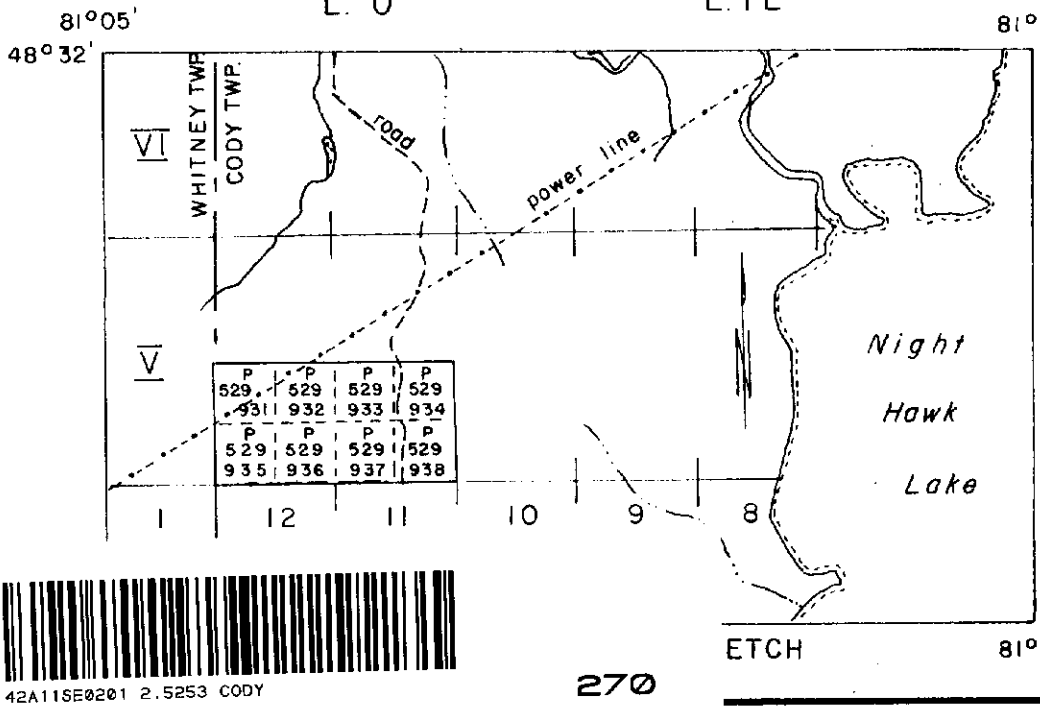 81°05'
81°
48°32'
WHITNEY TWP.
CODY TWP.
VI
road
power line
V
P 529 931
P 529 932
P 529 933
P 529 934
P 529 935
P 529 936
P 529 937
P 529 938
Night
Hawk
Lake
1 12 11 10 9 8
ETCH
81°
42A11SE0201 2.5253 CODY
270